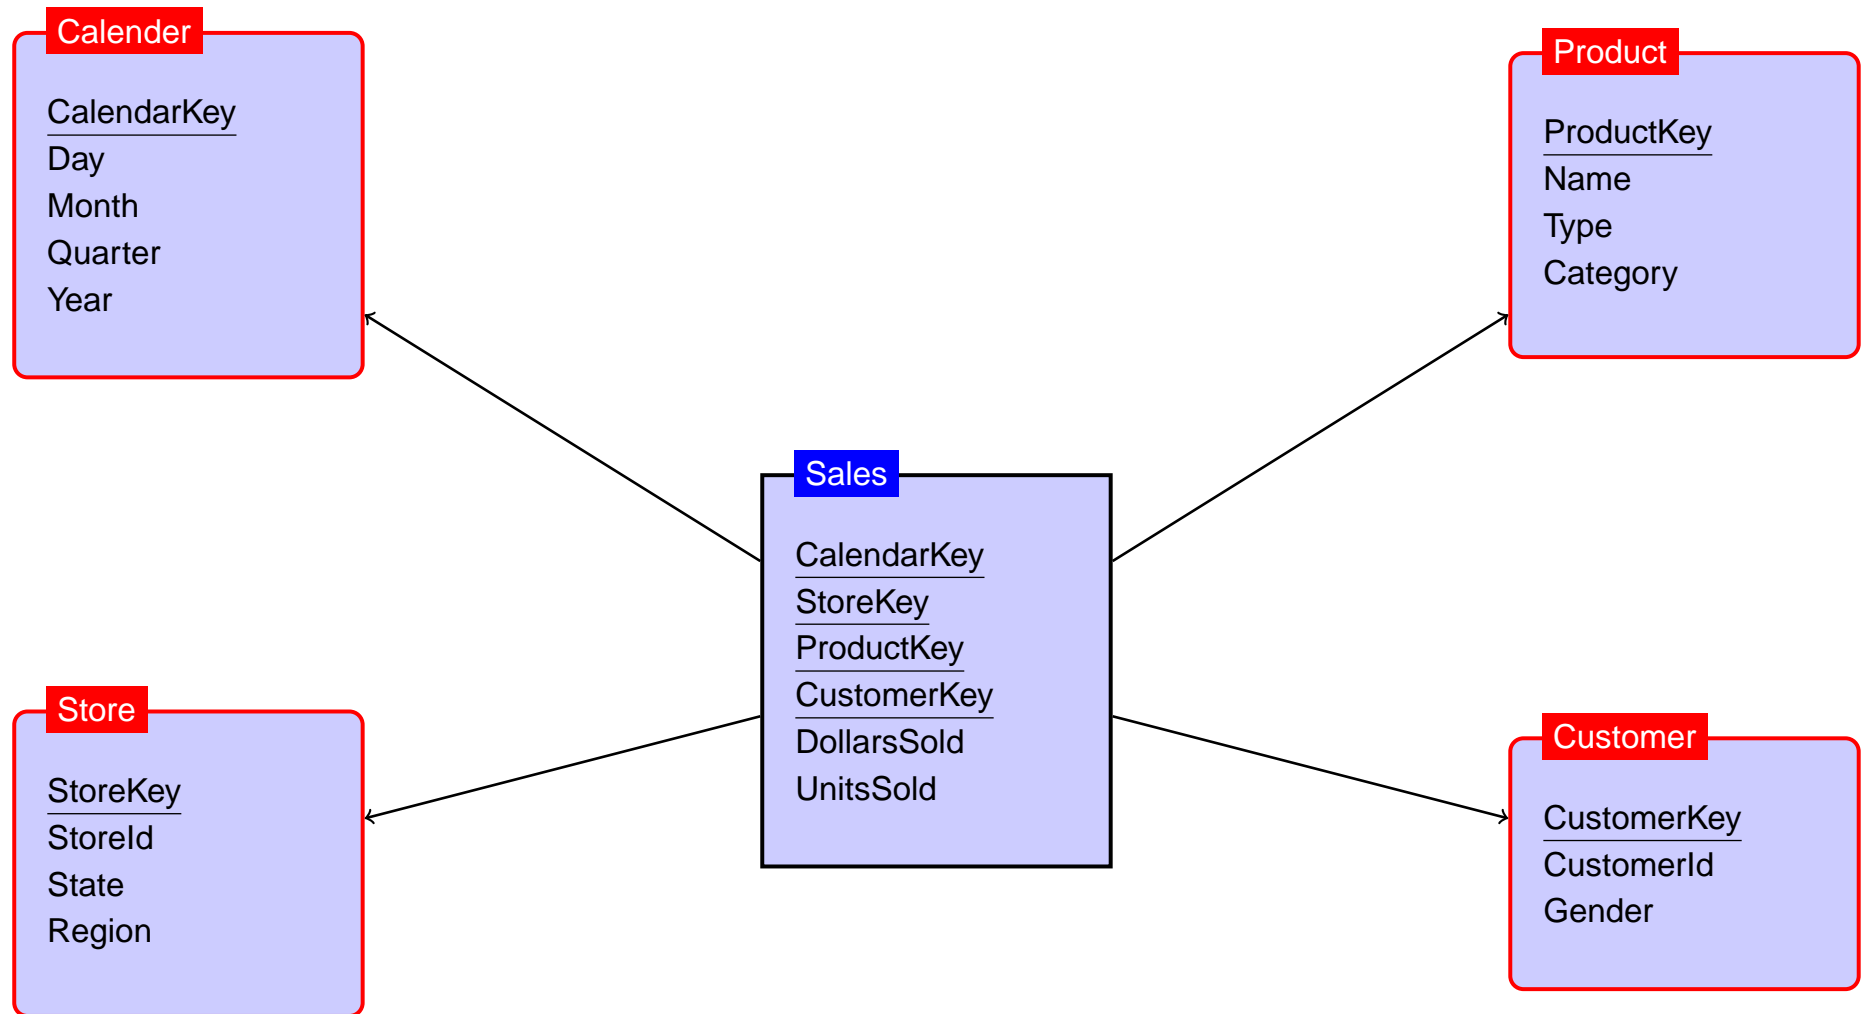 Calender
CalendarKey
Day
Month
Quarter
Year
Product
ProductKey
Name
Type
Category
Sales
CalendarKey
StoreKey
ProductKey
CustomerKey
DollarsSold
UnitsSold
Store
StoreKey
StoreId
State
Region
Customer
CustomerKey
CustomerId
Gender